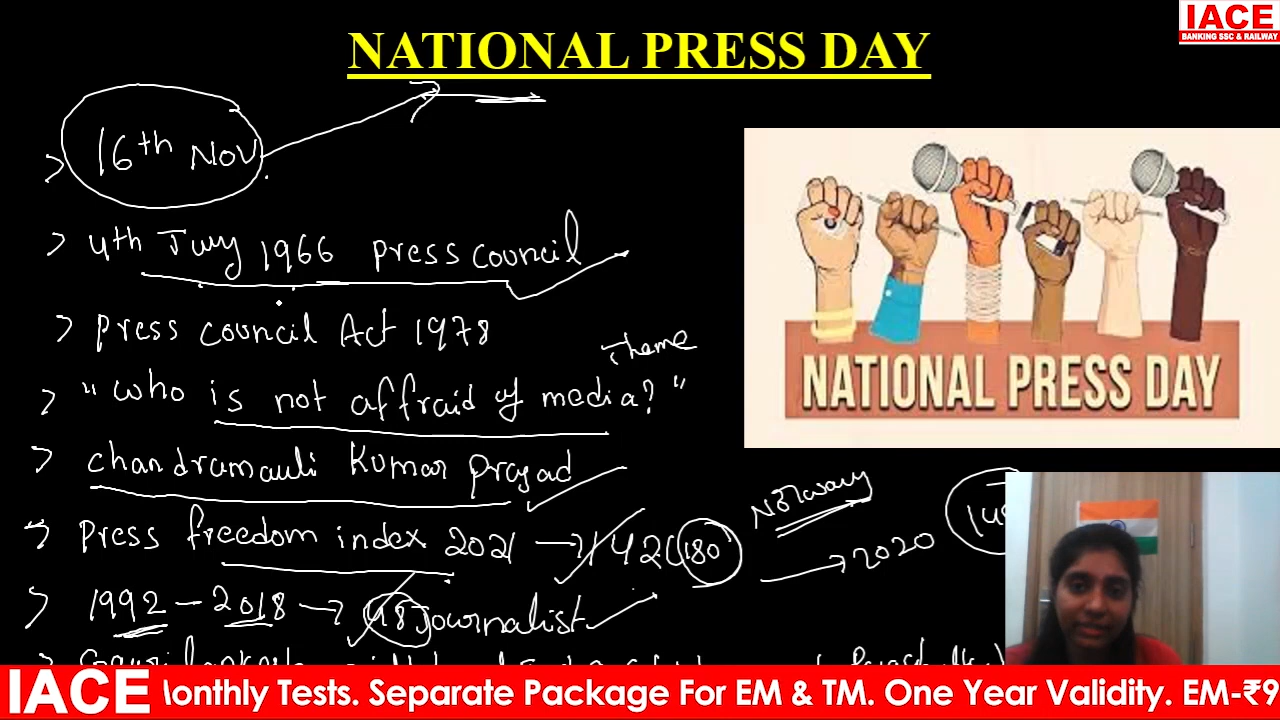 NATIONAL PRESS DAY
IACE
BANKING SSC & RAILWAY
> 16th NOV.
> 4th July 1966 press council
> press council Act 1978
Theme
> "who is not affraid of media?"
> chandramauli Kumar prasad
> Press freedom index 2021 → 142 (180)
Norway
→ 2020
> 1992 - 2018 → 48 Journalist
NATIONAL PRESS DAY
IACE Monthly Tests. Separate Package For EM & TM. One Year Validity. EM-₹9